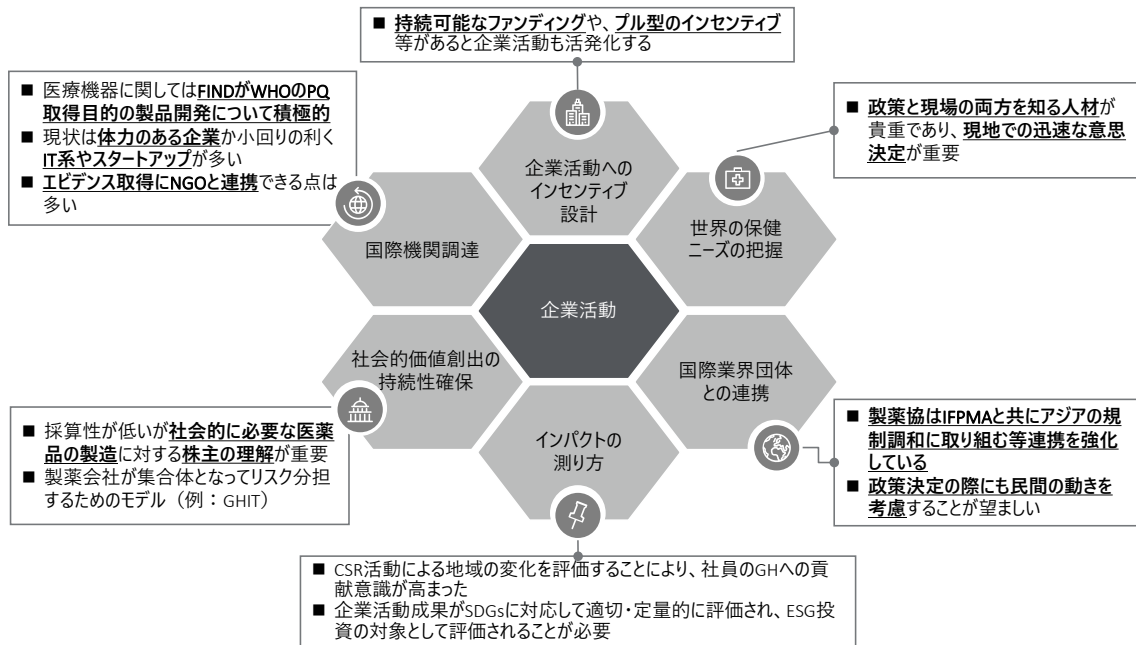 ■ 持続可能なファンディングや、プル型のインセンティブ
等があると企業活動も活発化する
■ 医療機器に関してはFINDがWHOのPQ
取得目的の製品開発について積極的
■ 現状は体力のある企業か小回りの利く
IT系やスタートアップが多い
■ エビデンス取得にNGOと連携できる点は
多い
■ 政策と現場の両方を知る人材が
貴重であり、現地での迅速な意思
決定が重要
企業活動への
インセンティブ
設計
世界の保健
ニーズの把握
国際機関調達
企業活動
社会的価値創出の
持続性確保
国際業界団体
との連携
インパクトの
測り方
■ 採算性が低いが社会的に必要な医薬
品の製造に対する株主の理解が重要
■ 製薬会社が集合体となってリスク分担
するためのモデル（例：GHIT）
■ 製薬協はIFPMAと共にアジアの規
制調和に取り組む等連携を強化
している
■ 政策決定の際にも民間の動きを
考慮することが望ましい
■ CSR活動による地域の変化を評価することにより、社員のGHへの貢
献意識が高まった
■ 企業活動成果がSDGsに対応して適切・定量的に評価され、ESG投
資の対象として評価されることが必要